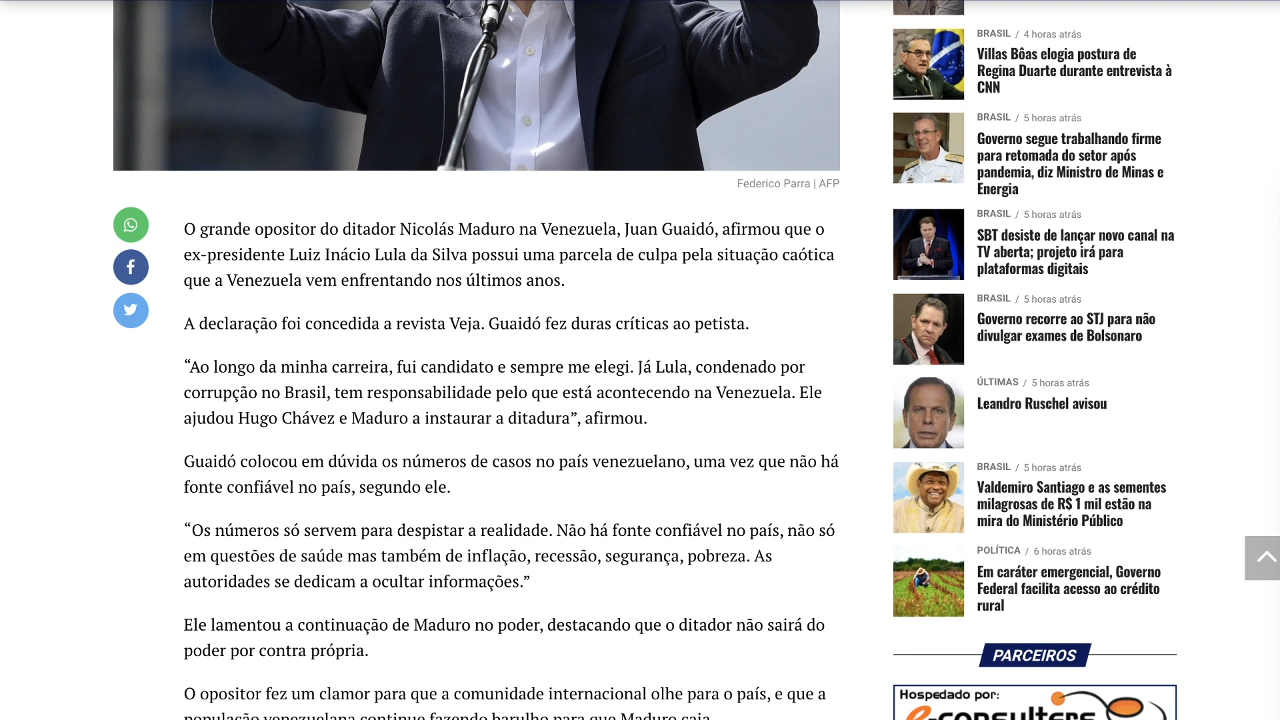 Federico Parra | AFP
O grande opositor do ditador Nicolás Maduro na Venezuela, Juan Guaidó, afirmou que o
ex-presidente Luiz Inácio Lula da Silva possui uma parcela de culpa pela situação caótica
que a Venezuela vem enfrentando nos últimos anos.
A declaração foi concedida a revista Veja. Guaidó fez duras críticas ao petista.
“Ao longo da minha carreira, fui candidato e sempre me elegi. Já Lula, condenado por
corrupção no Brasil, tem responsabilidade pelo que está acontecendo na Venezuela. Ele
ajudou Hugo Chávez e Maduro a instaurar a ditadura”, afirmou.
Guaidó colocou em dúvida os números de casos no país venezuelano, uma vez que não há
fonte confiável no país, segundo ele.
“Os números só servem para despistar a realidade. Não há fonte confiável no país, não só
em questões de saúde mas também de inflação, recessão, segurança, pobreza. As
autoridades se dedicam a ocultar informações.”
Ele lamentou a continuação de Maduro no poder, destacando que o ditador não sairá do
poder por contra própria.
O opositor fez um clamor para que a comunidade internacional olhe para o país, e que a
população venezuelana continue fazendo barulho para que Maduro caia.
BRASIL / 4 horas atrás
Villas Bôas elogia postura de
Regina Duarte durante entrevista à
CNN
BRASIL / 5 horas atrás
Governo segue trabalhando firme
para retomada do setor após
pandemia, diz Ministro de Minas e
Energia
BRASIL / 5 horas atrás
SBT desiste de lançar novo canal na
TV aberta; projeto irá para
plataformas digitais
BRASIL / 5 horas atrás
Governo recorre ao STJ para não
divulgar exames de Bolsonaro
ÚLTIMAS / 5 horas atrás
Leandro Ruschel avisou
BRASIL / 5 horas atrás
Valdemiro Santiago e as sementes
milagrosas de R$ 1 mil estão na
mira do Ministério Público
POLÍTICA / 6 horas atrás
Em caráter emergencial, Governo
Federal facilita acesso ao crédito
rural
PARCEIROS
Hospedado por:
e-consulters